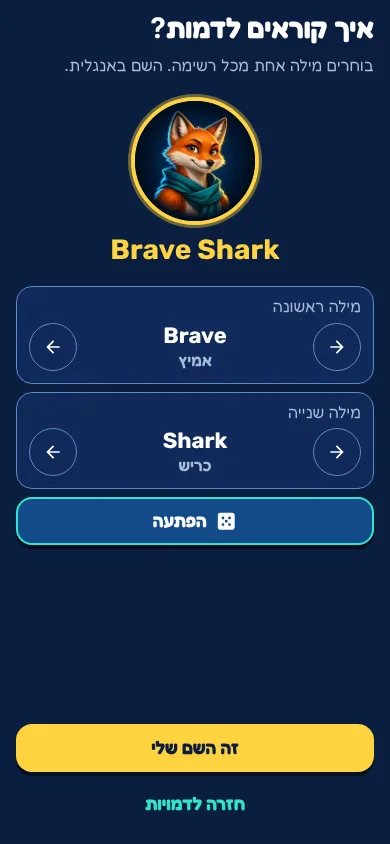 איך קוראים לדמות?
בוחרים מילה אחת מכל רשימה. השם באנגלית.
Brave Shark
מילה ראשונה
Brave
אמיץ
מילה שנייה
Shark
כריש
הפתעה
זה השם שלי
חזרה לדמויות